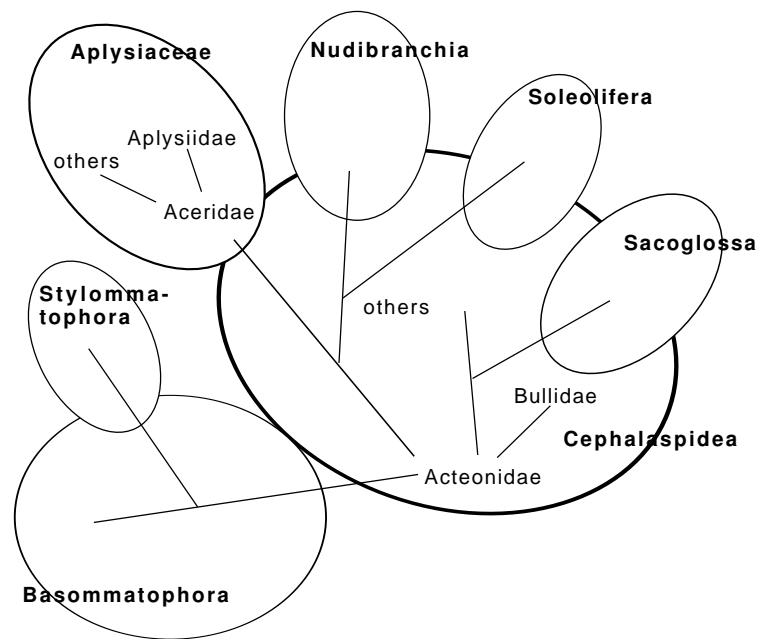 Aplysiaceae
Nudibranchia
Soleolifera
Aplysiidae
others
Aceridae
Sacoglossa
Stylomma-
tophora
others
Bullidae
Cephalaspidea
Acteonidae
Basommatophora